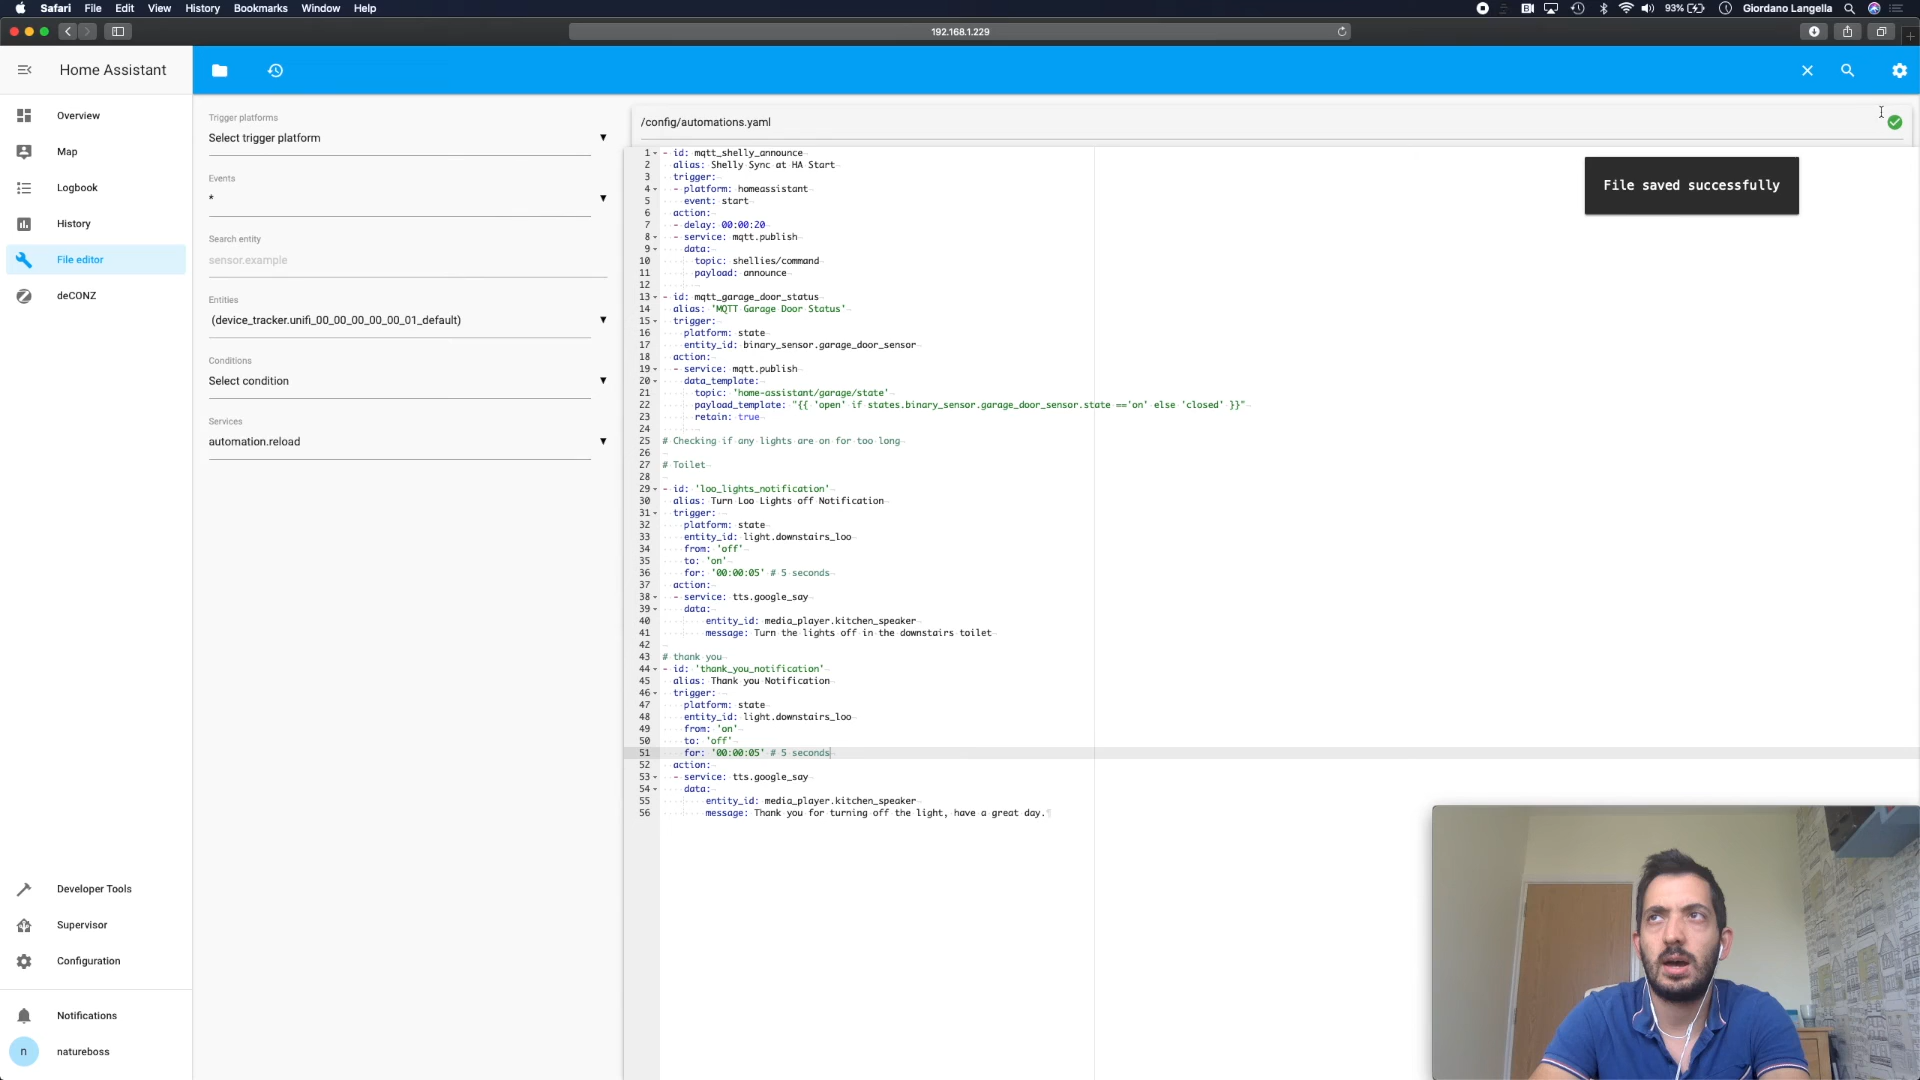 Safari File Edit View History Bookmarks Window Help
93% Giordano Langella
192.168.1.229
Home Assistant
Overview
Map
Logbook
History
File editor
deCONZ
Developer Tools
Supervisor
Configuration
Notifications
n natureboss
Trigger platforms
Select trigger platform
Events
*
Search entity
sensor.example
Entities
(device_tracker.unifi_00_00_00_00_00_01_default)
Conditions
Select condition
Services
automation.reload
/config/automations.yaml
File saved successfully
1 - id: mqtt_shelly_announce
2 alias: Shelly Sync at HA Start
3 trigger:
4 - platform: homeassistant
5 event: start
6 action:
7 - delay: 00:00:20
8 - service: mqtt.publish
9 data:
10 topic: shellies/command
11 payload: announce
12
13 - id: mqtt_garage_door_status
14 alias: 'MQTT Garage Door Status'
15 trigger:
16 platform: state
17 entity_id: binary_sensor.garage_door_sensor
18 action:
19 - service: mqtt.publish
20 data_template:
21 topic: 'home-assistant/garage/state'
22 payload_template: "{{ 'open' if states.binary_sensor.garage_door_sensor.state =='on' else 'closed' }}"
23 retain: true
24
25 # Checking if any lights are on for too long
26
27 # Toilet
28
29 - id: 'loo_lights_notification'
30 alias: Turn Loo Lights off Notification
31 trigger:
32 platform: state
33 entity_id: light.downstairs_loo
34 from: 'off'
35 to: 'on'
36 for: '00:00:05' # 5 seconds
37 action:
38 - service: tts.google_say
39 data:
40 entity_id: media_player.kitchen_speaker
41 message: Turn the lights off in the downstairs toilet
42
43 # thank you
44 - id: 'thank_you_notification'
45 alias: Thank you Notification
46 trigger:
47 platform: state
48 entity_id: light.downstairs_loo
49 from: 'on'
50 to: 'off'
51 for: '00:00:05' # 5 seconds
52 action:
53 - service: tts.google_say
54 data:
55 entity_id: media_player.kitchen_speaker
56 message: Thank you for turning off the light, have a great day.